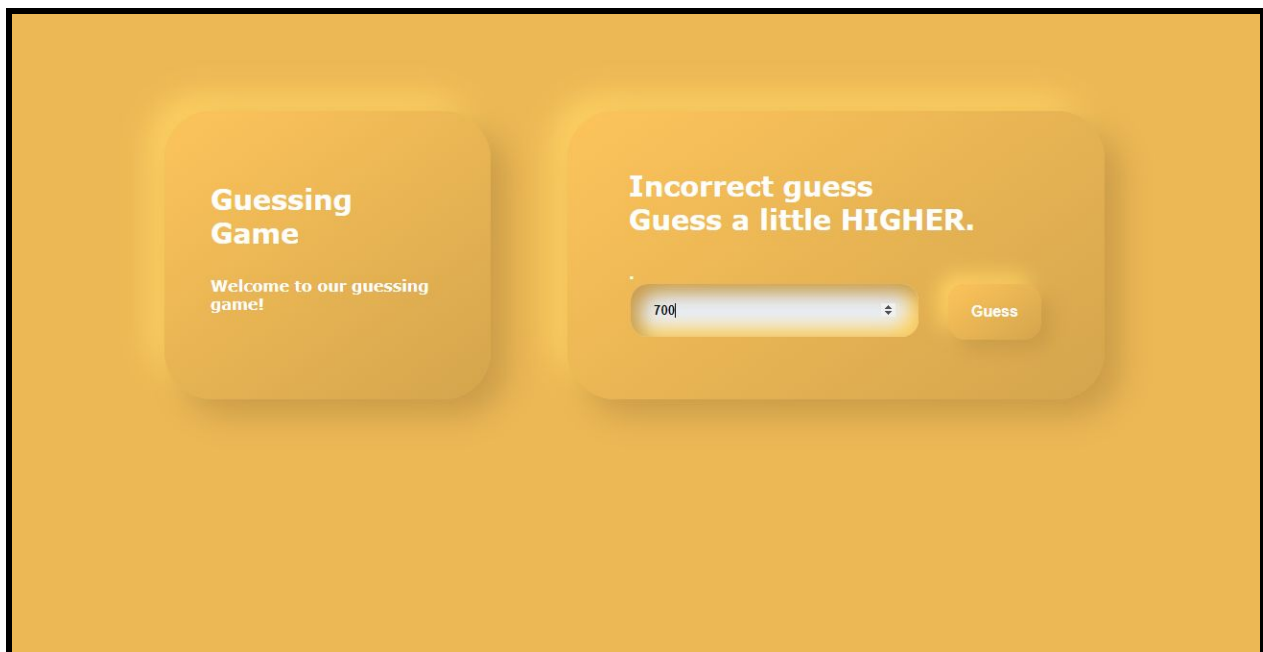 Guessing
Game
Welcome to our guessing
game!
Incorrect guess
Guess a little HIGHER.
.
700
Guess